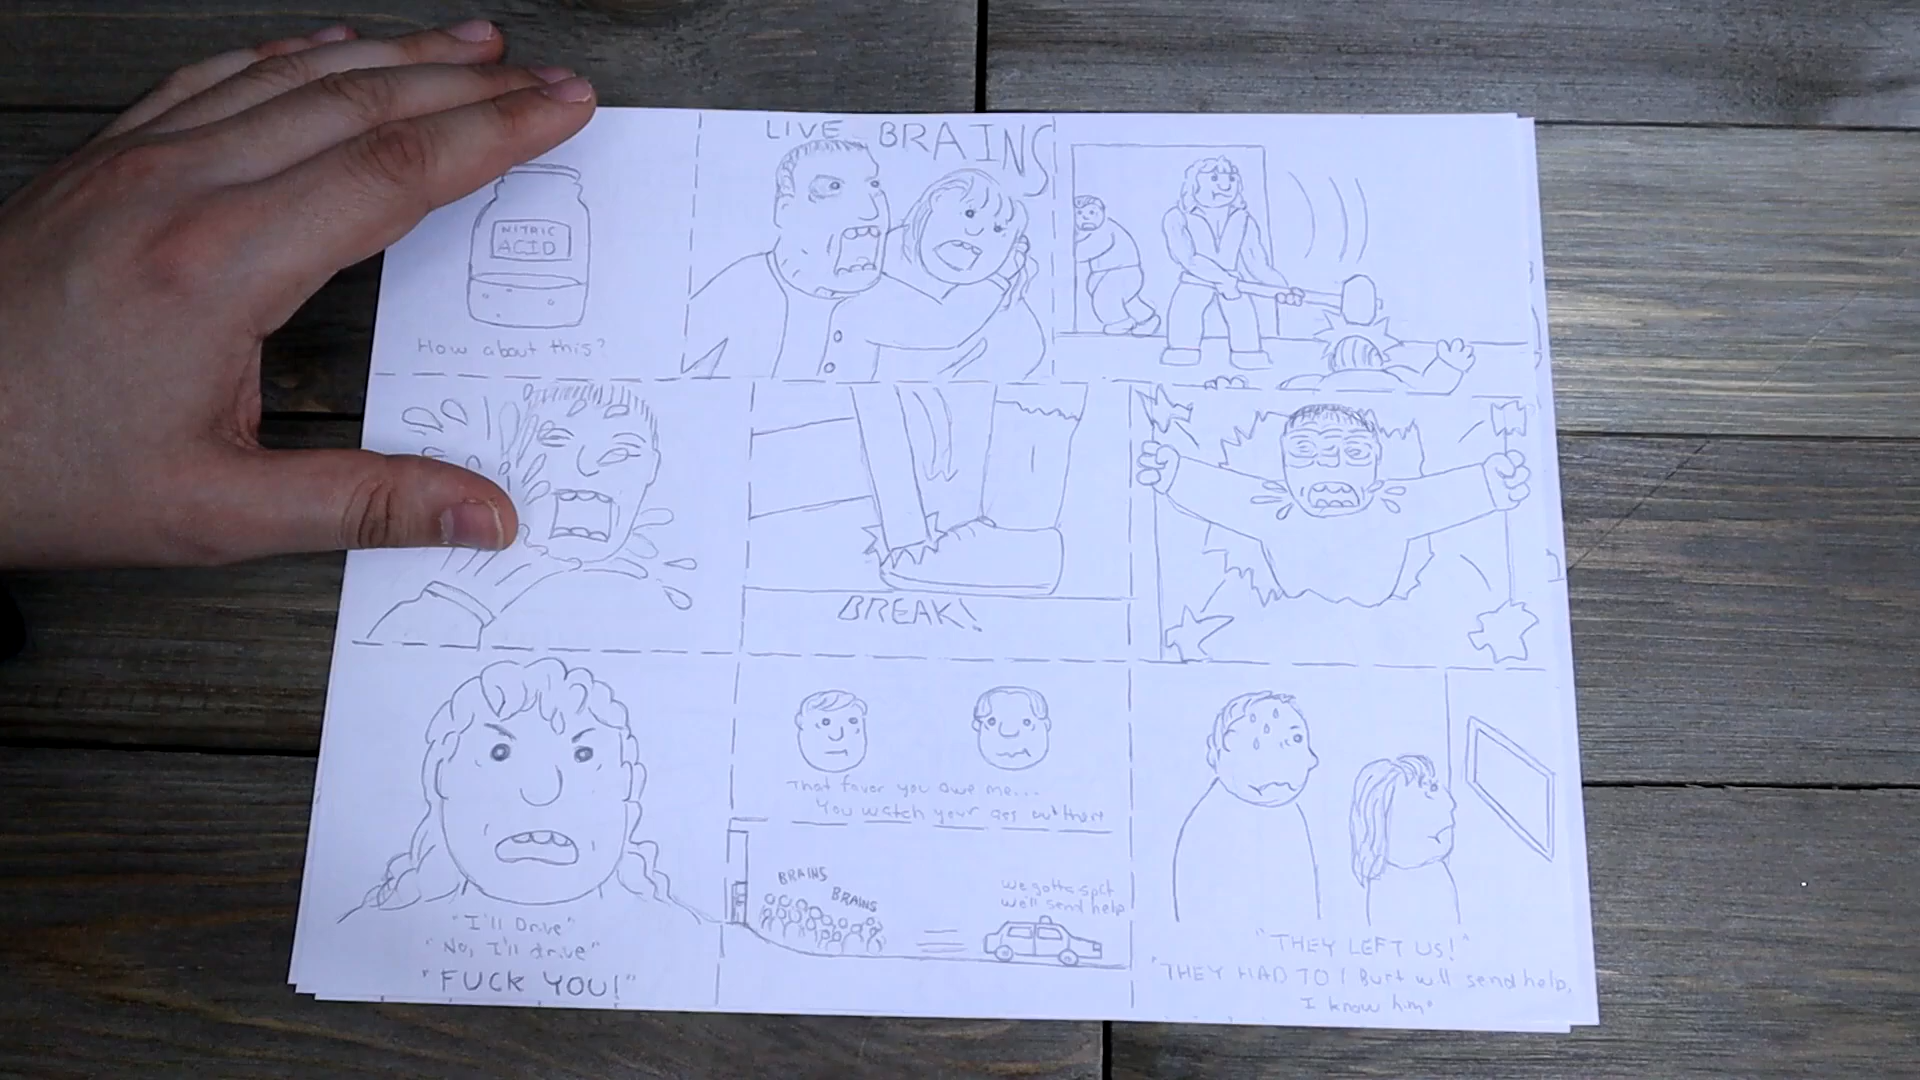 NITRIC
ACID
How about this?
LIVE BRAINS
BREAK!
"I'll Drive"
"No, I'll drive"
"FUCK YOU!"
That favor you owe me...
You watch your ass out there
BRAINS
BRAINS
We gotta split
We'll send help
"THEY LEFT US!"
"THEY HAD TO! Burt will send help,
I know him"